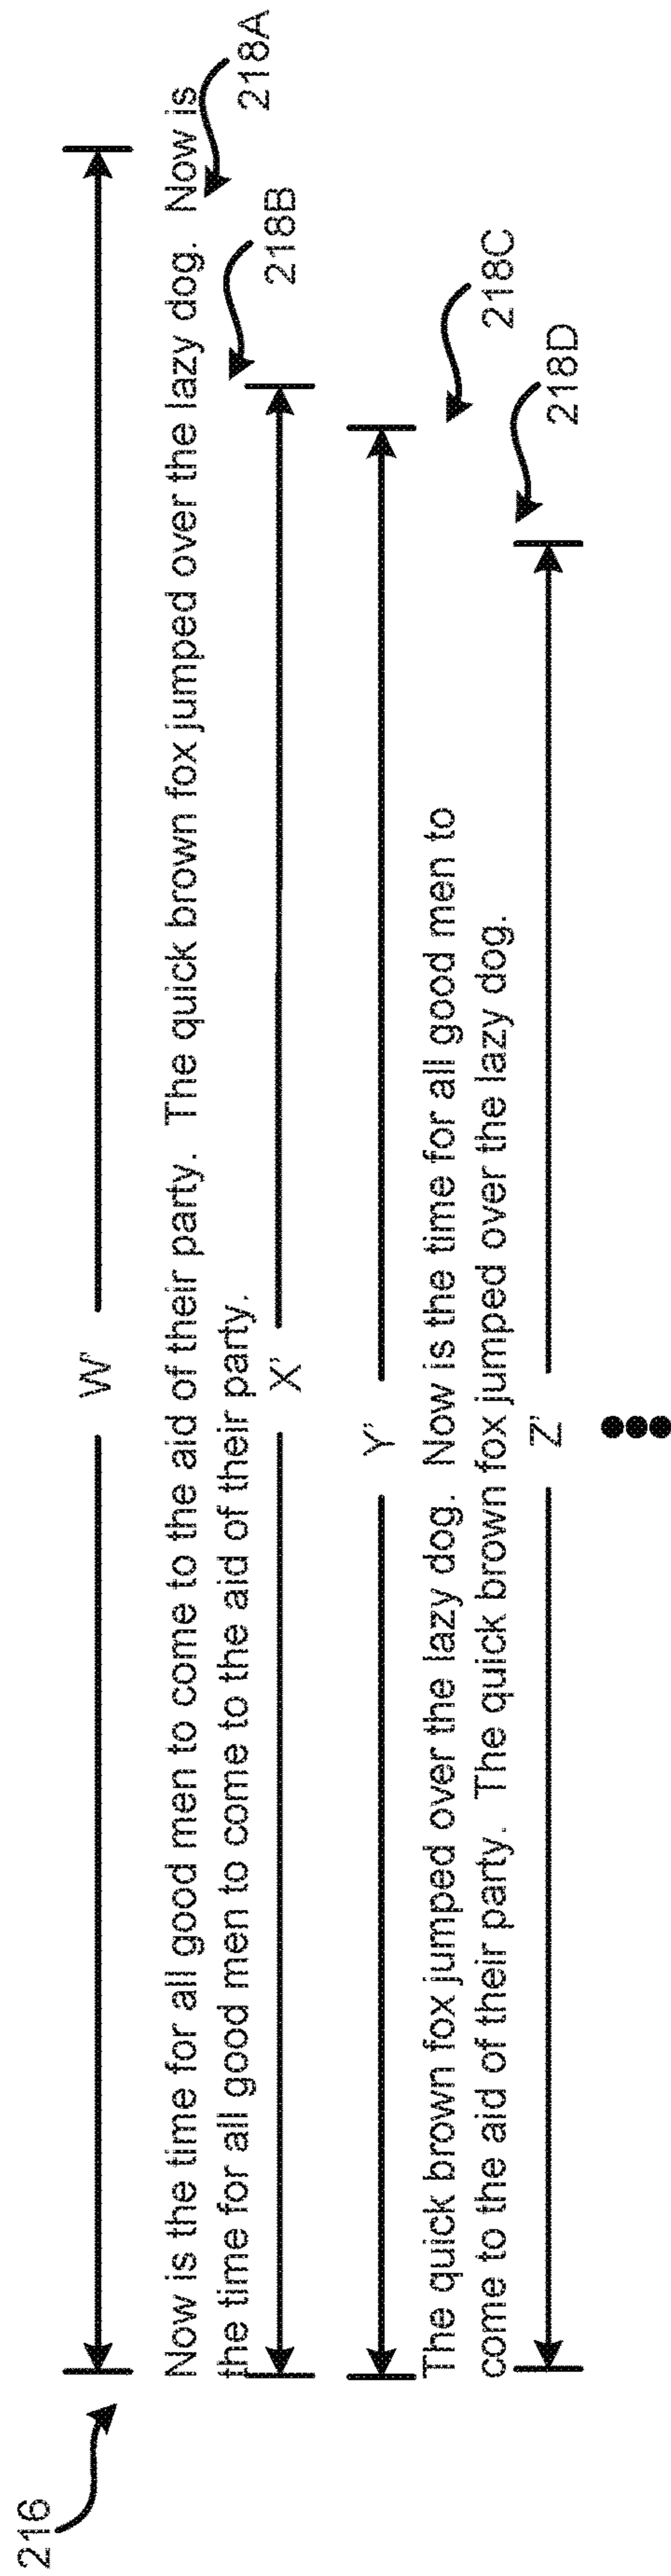 216
W'
218A
Now is the time for all good men to come to the aid of their party.  The quick brown fox jumped over the lazy dog.  Now is
218B
the time for all good men to come to the aid of their party.
X'
Y'
218C
The quick brown fox jumped over the lazy dog.  Now is the time for all good men to
218D
come to the aid of their party.  The quick brown fox jumped over the lazy dog.
Z'